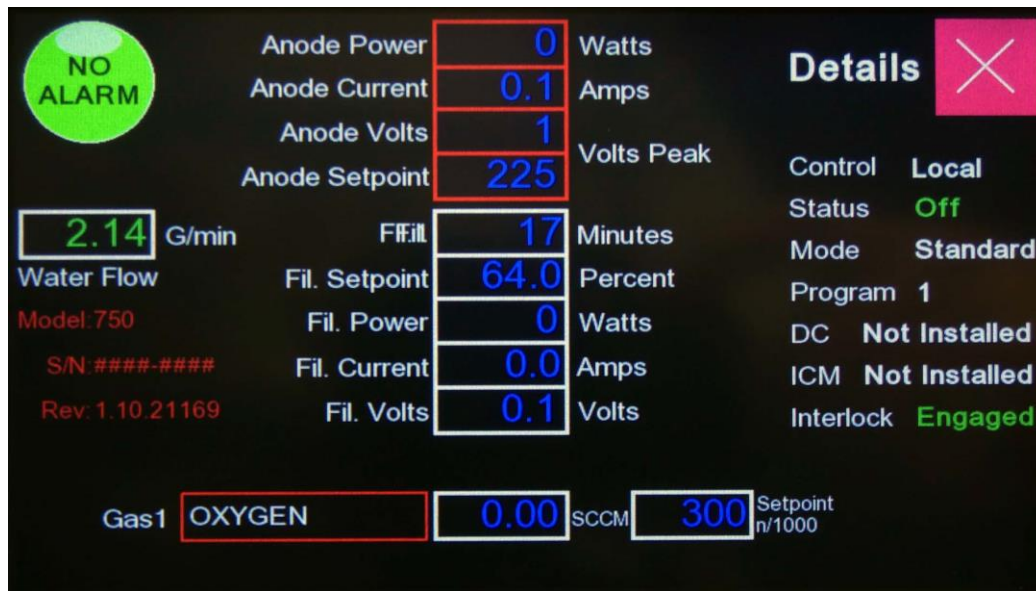 NO
ALARM
Anode Power 0 Watts
Anode Current 0.1 Amps
Anode Volts 1
Volts Peak
Anode Setpoint 225
Details
Control Local
Status Off
Mode Standard
Program 1
DC Not Installed
ICM Not Installed
Interlock Engaged
2.14 G/min
Water Flow
Model:750
S/N:####-####
Rev: 1.10.21169
17 Minutes
Fil. Setpoint 64.0 Percent
Fil. Power 0 Watts
Fil. Current 0.0 Amps
Fil. Volts 0.1 Volts
Gas1 OXYGEN 0.00 SCCM 300 Setpoint
n/1000